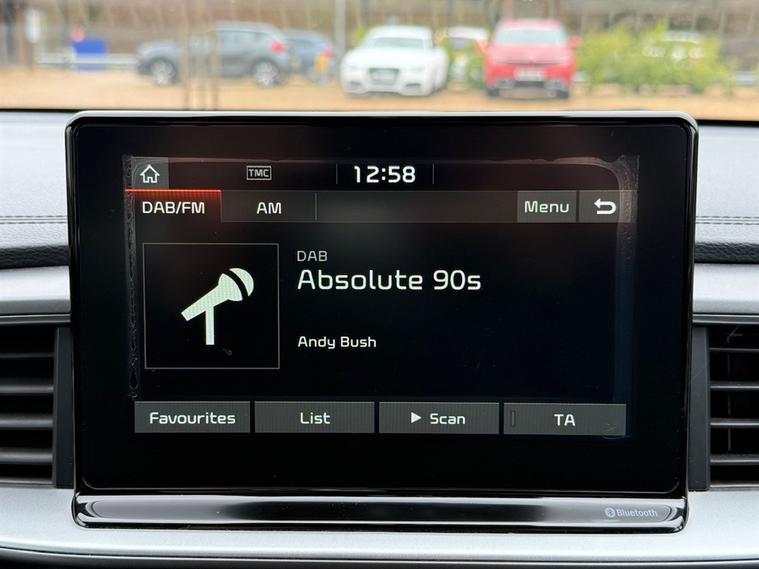 TMC
12:58
DAB/FM AM Menu
DAB
Absolute 90s
Andy Bush
Favourites List Scan TA
Bluetooth